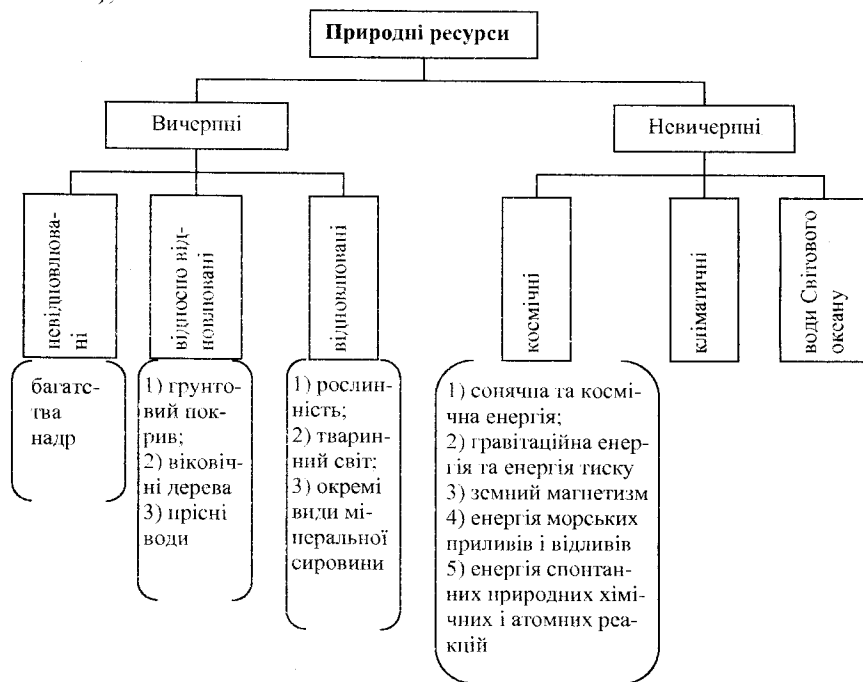 Природні ресурси
Вичерпні
Невичерпні
невідновлюва-
ні
відносно від-
новлювані
відновлювані
космічні
кліматичні
води Світового
океану
багатс-
тва
надр
1) грунто-
вий пок-
рив;
2) віковіч-
ні дерева
3) прісні
води
1) рослин-
ність;
2) тварин-
ний світ;
3) окремі
види мі-
неральної
сировини
1) сонячна та космі-
чна енергія;
2) гравітаційна енер-
гія та енергія тиску
3) земний магнетизм
4) енергія морських
приливів і відливів
5) енергія спонтан-
них природних хімі-
чних і атомних реа-
кцій